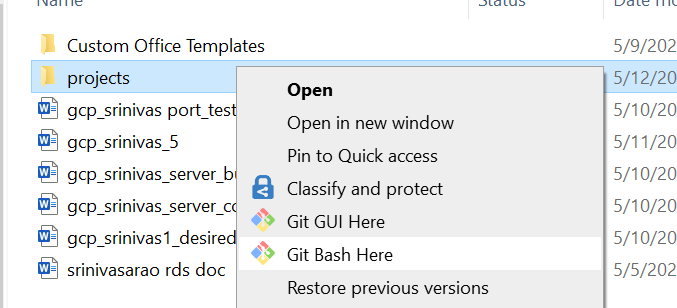 Name Status Date mo
Custom Office Templates 5/9/202
projects 5/12/20
Open
gcp_srinivas port_test 5/10/20
Open in new window
gcp_srinivas_5 5/11/20
Pin to Quick access
gcp_srinivas_server_bu 5/10/20
Classify and protect
gcp_srinivas_server_co 5/10/20
Git GUI Here
gcp_srinivas1_desired 5/10/20
Git Bash Here
srinivasarao rds doc 5/5/202
Restore previous versions